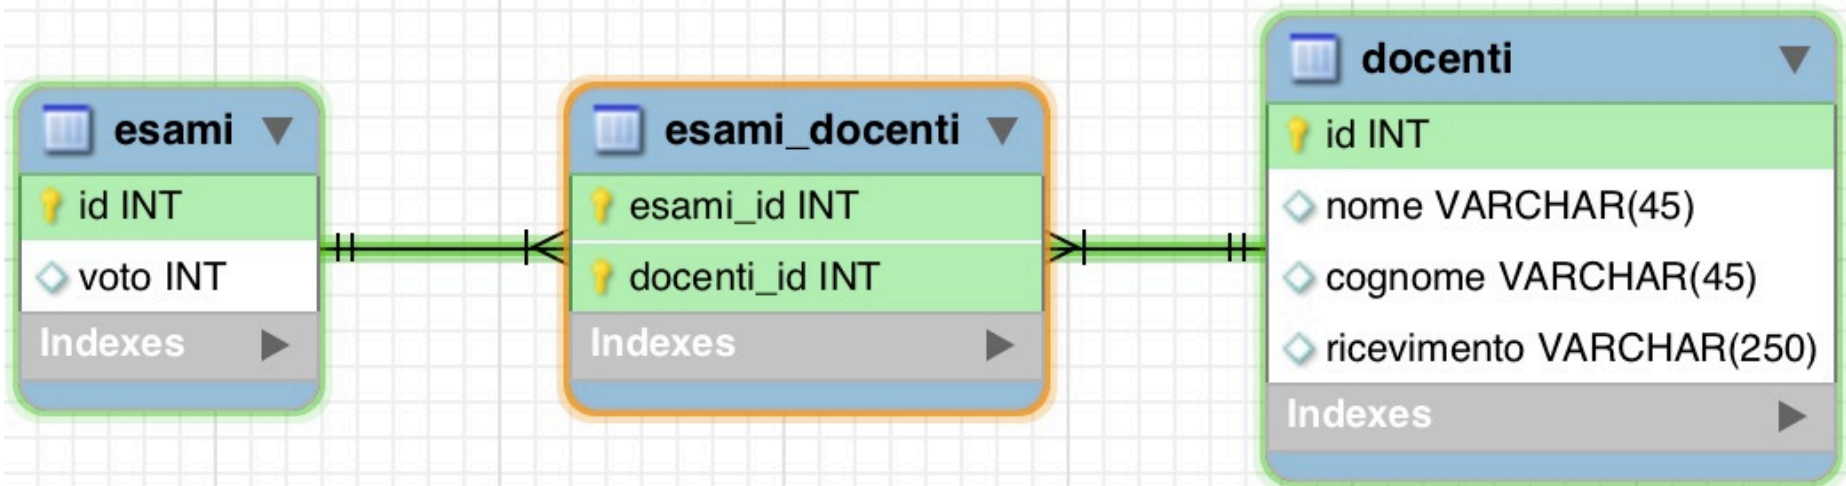 esami
id INT
voto INT
Indexes
esami_docenti
esami_id INT
docenti_id INT
Indexes
docenti
id INT
nome VARCHAR(45)
cognome VARCHAR(45)
ricevimento VARCHAR(250)
Indexes